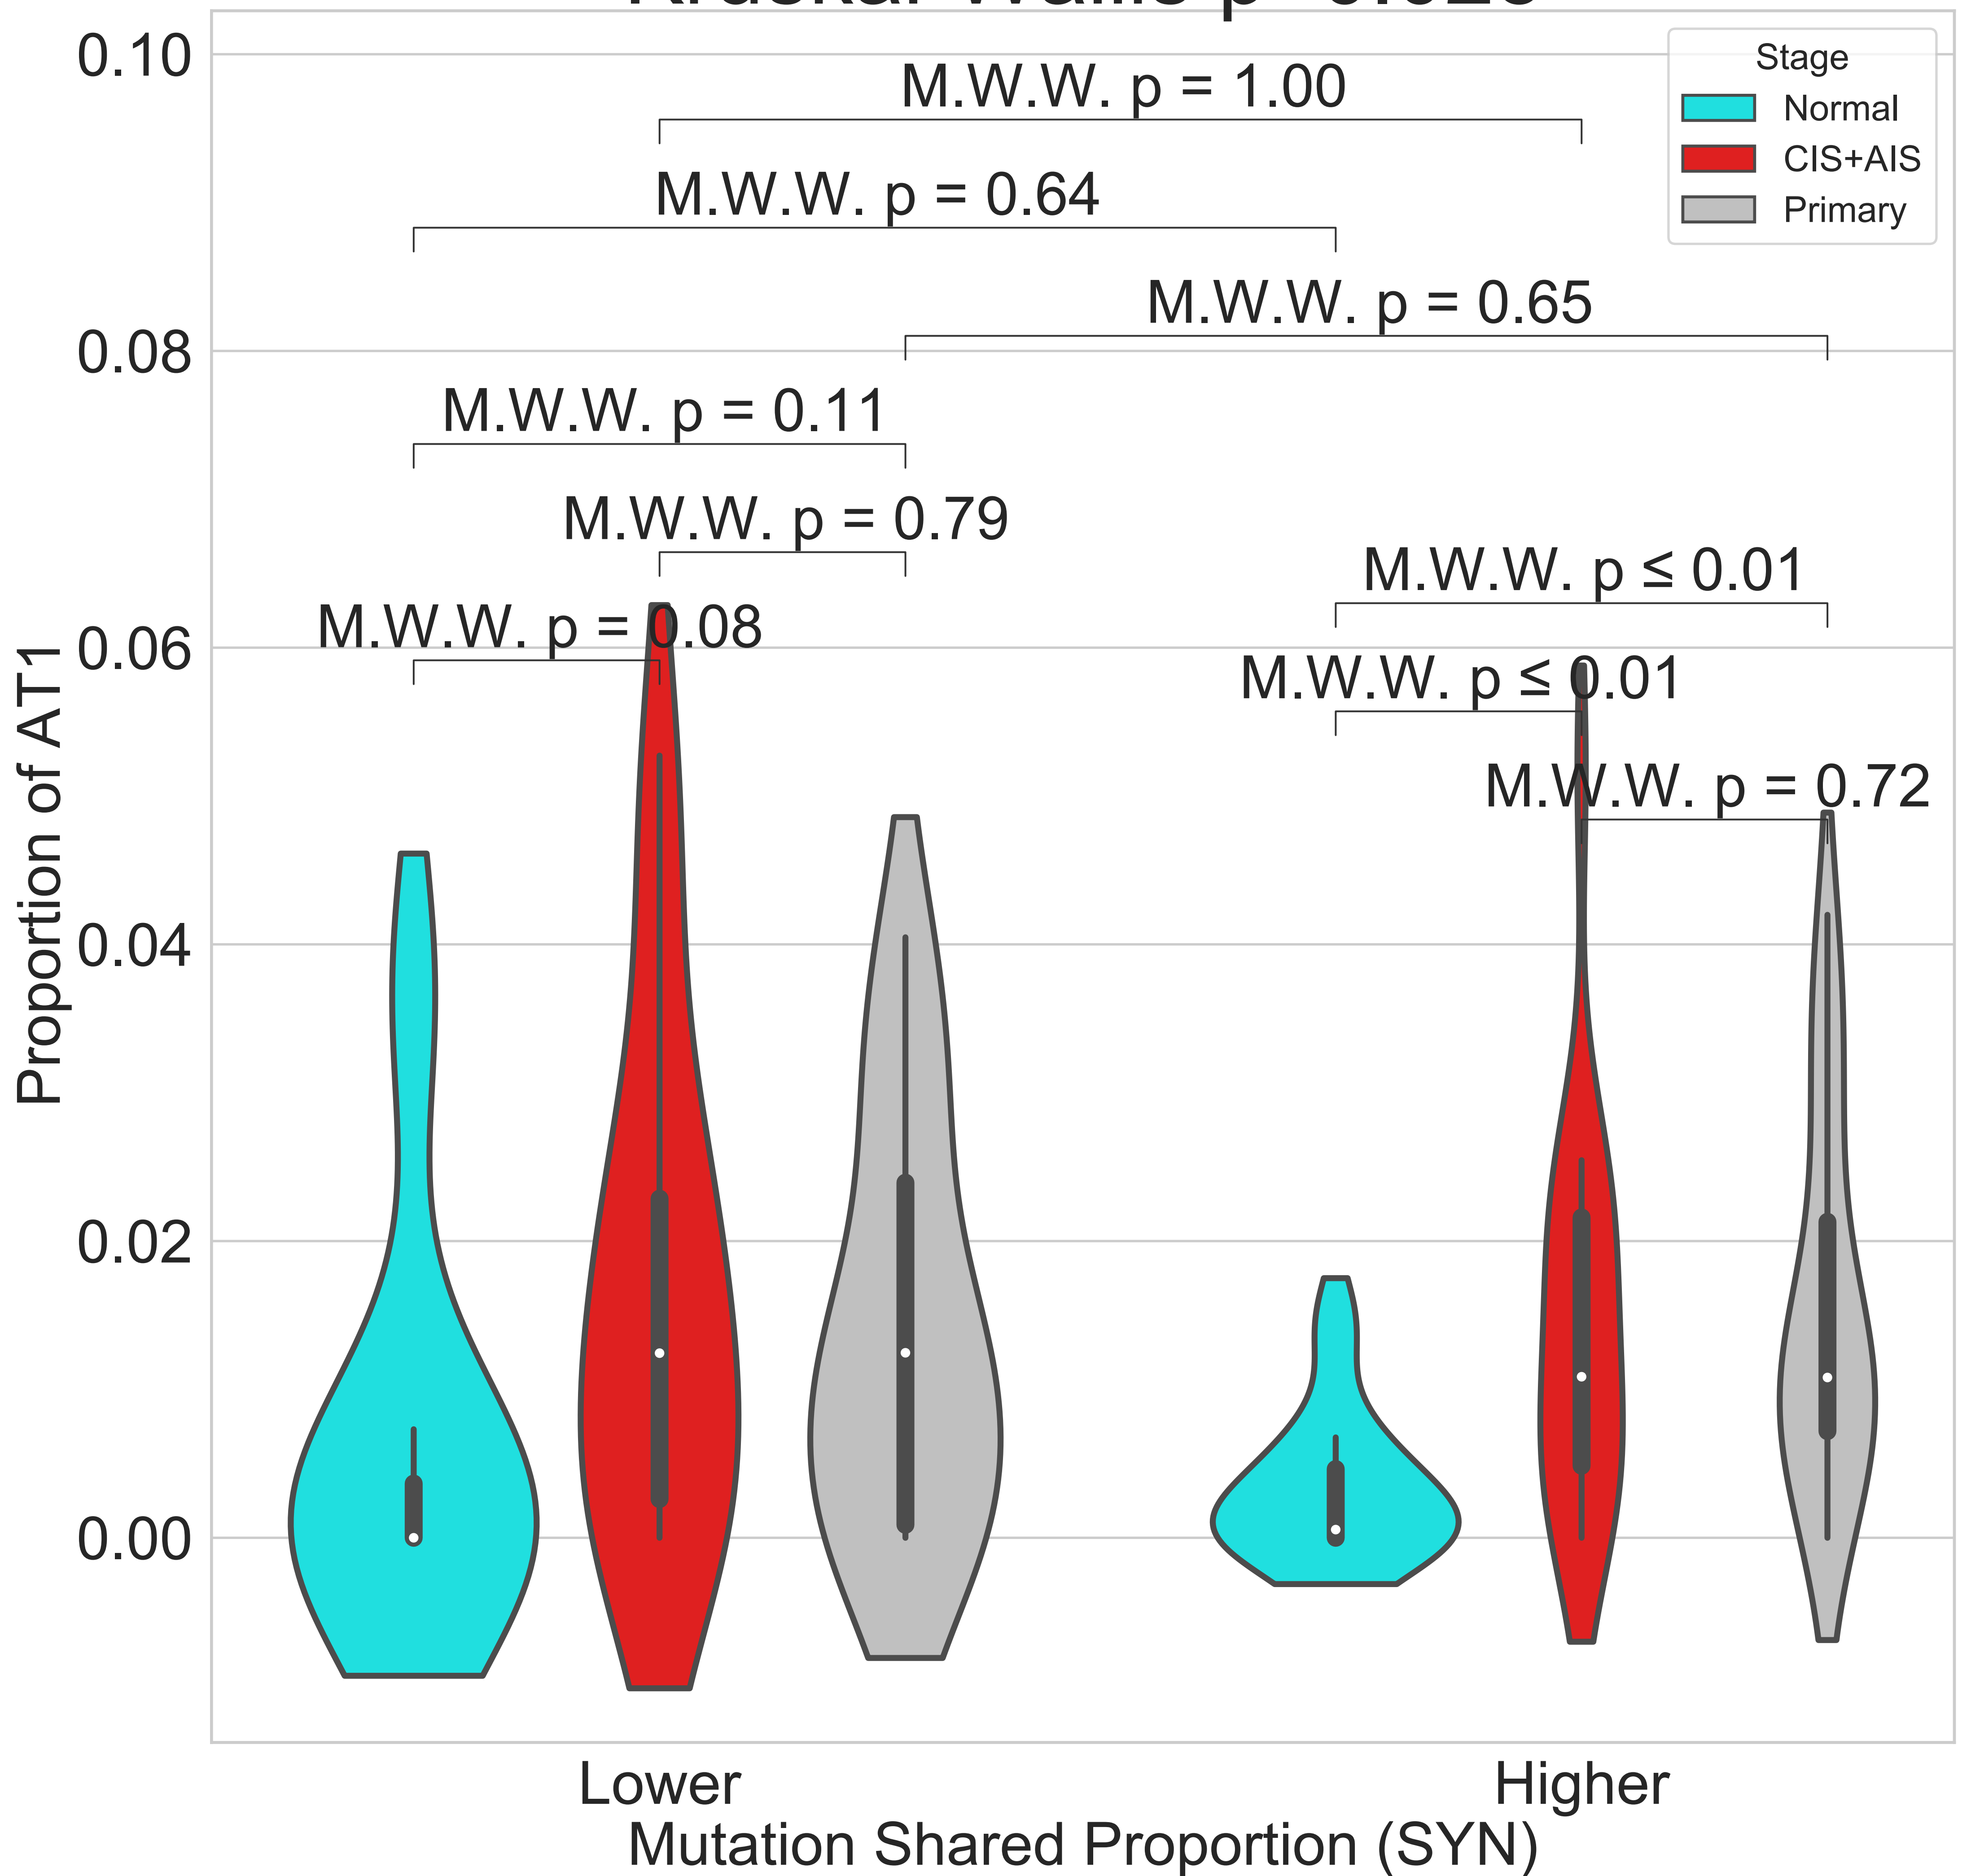 0.10
0.08
0.06
0.04
0.02
0.00
Proportion of AT1
M.W.W. p = 1.00
M.W.W. p = 0.64
M.W.W. p = 0.65
M.W.W. p = 0.11
M.W.W. p = 0.79
M.W.W. p = 0.08
M.W.W. p ≤ 0.01
M.W.W. p ≤ 0.01
M.W.W. p = 0.72
Stage
Normal
CIS+AIS
Primary
Lower
Higher
Mutation Shared Proportion (SYN)